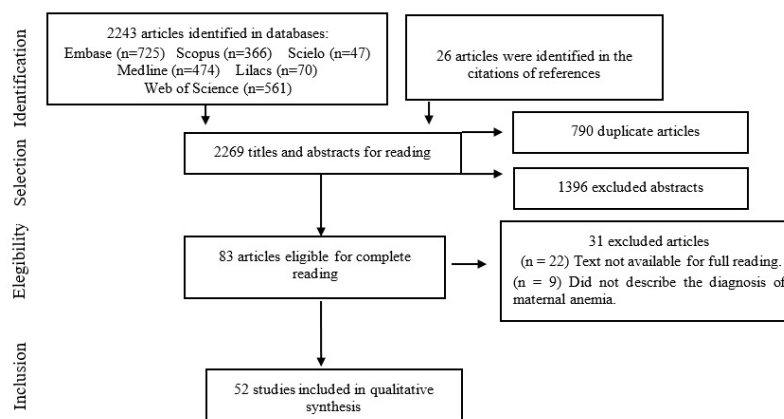 Identification
2243 articles identified in databases:
Embase (n=725) Scopus (n=366) Scielo (n=47)
Medline (n=474) Lilacs (n=70)
Web of Science (n=561)
26 articles were identified in the
citations of references
Selection
2269 titles and abstracts for reading
790 duplicate articles
1396 excluded abstracts
Elegibility
83 articles eligible for complete
reading
31 excluded articles
(n = 22) Text not available for full reading.
(n = 9) Did not describe the diagnosis of
maternal anemia.
Inclusion
52 studies included in qualitative
synthesis